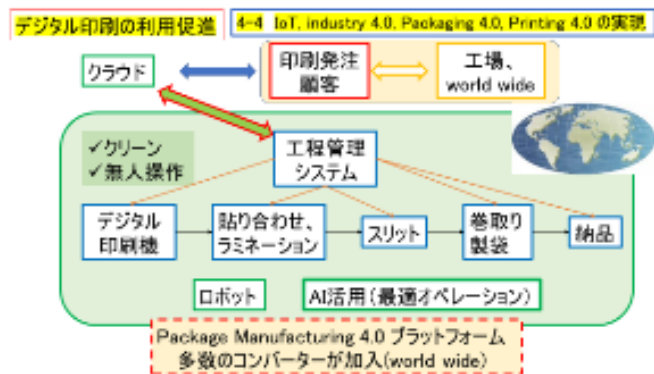 デジタル印刷の利用促進
4-4 IoT, industry 4.0, Packaging 4.0, Printing 4.0 の実現
クラウド
印刷発注
顧客
工場、
world wide
✓クリーン
✓無人操作
工程管理
システム
デジタル
印刷機
貼り合わせ、
ラミネーション
スリット
巻取り
製袋
納品
ロボット
AI活用(最適オペレーション)
Package Manufacturing 4.0 プラットフォーム
多数のコンバーターが加入(world wide)